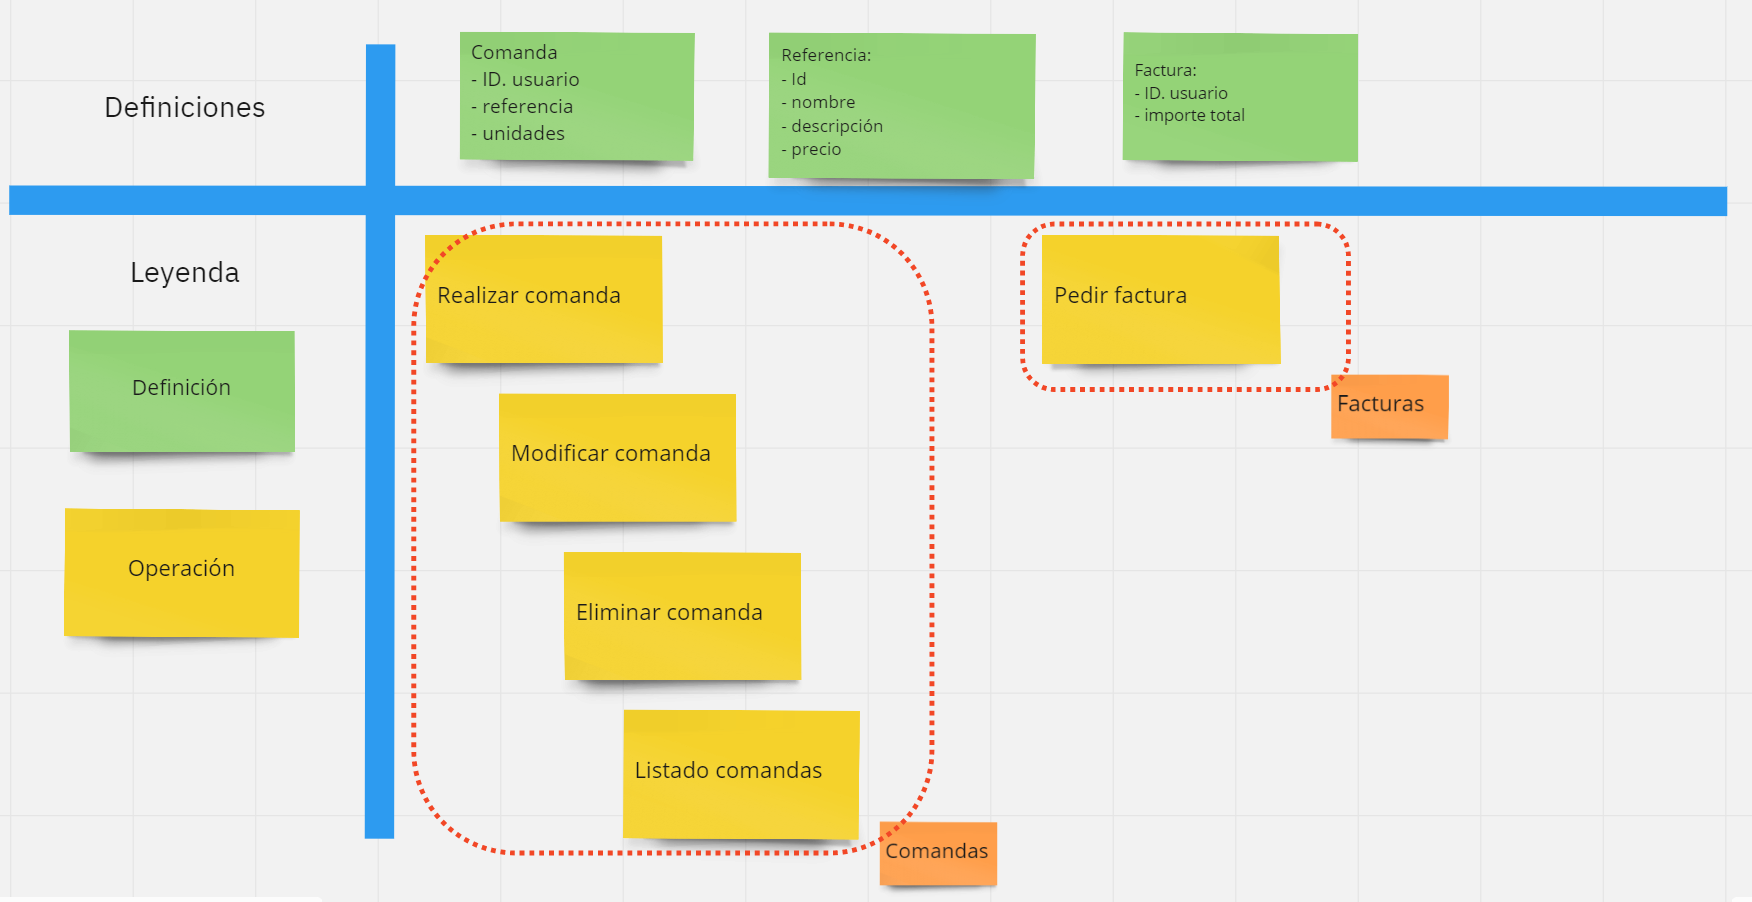 Definiciones
Comanda
- ID. usuario
- referencia
- unidades
Referencia:
- Id
- nombre
- descripción
- precio
Factura:
- ID. usuario
- importe total
Leyenda
Definición
Operación
Realizar comanda
Modificar comanda
Eliminar comanda
Listado comandas
Comandas
Pedir factura
Facturas